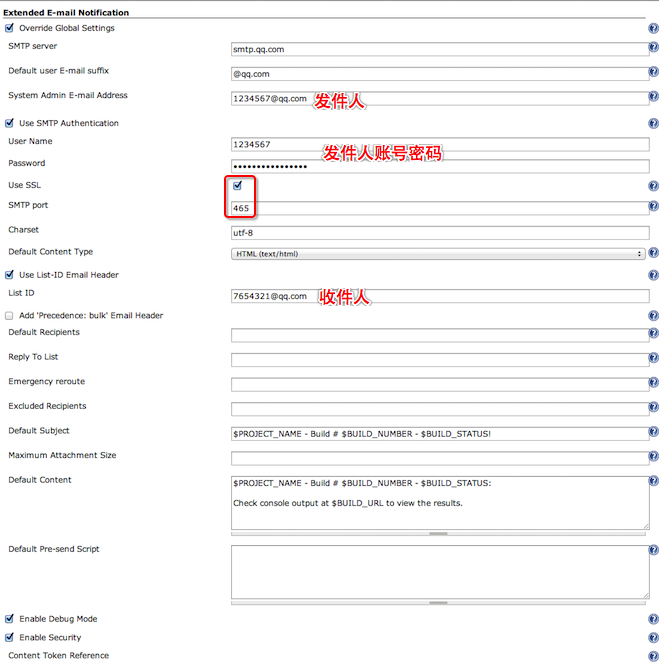 Extended E-mail Notification
Override Global Settings
SMTP server
smtp.qq.com
Default user E-mail suffix
@qq.com
System Admin E-mail Address
1234567@qq.com 发件人
Use SMTP Authentication
User Name
1234567
发件人账号密码
Password
••••••••••••••••
Use SSL
SMTP port
465
Charset
utf-8
Default Content Type
HTML (text/html)
Use List-ID Email Header
List ID
7654321@qq.com 收件人
Add 'Precedence: bulk' Email Header
Default Recipients
Reply To List
Emergency reroute
Excluded Recipients
Default Subject
$PROJECT_NAME - Build # $BUILD_NUMBER - $BUILD_STATUS!
Maximum Attachment Size
Default Content
$PROJECT_NAME - Build # $BUILD_NUMBER - $BUILD_STATUS:
Check console output at $BUILD_URL to view the results.
Default Pre-send Script
Enable Debug Mode
Enable Security
Content Token Reference